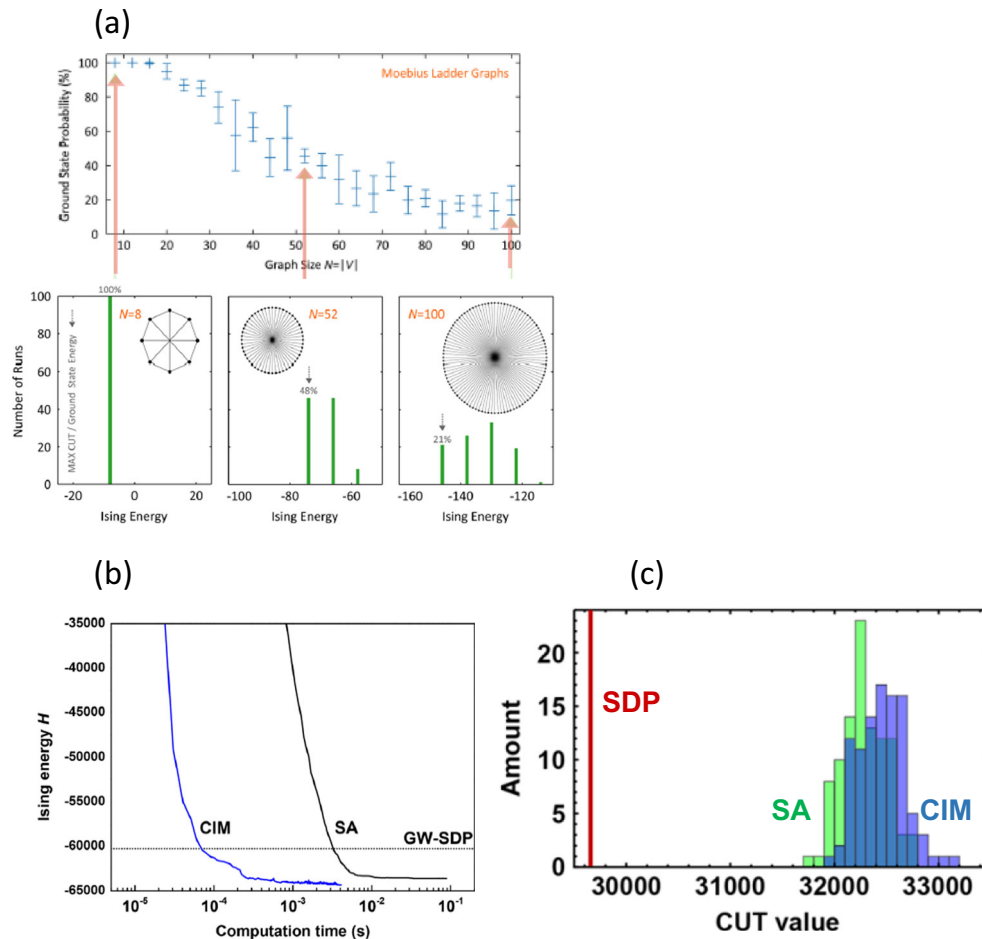 (a)
Moebius Ladder Graphs
Ground State Probability (%)
100
80
60
40
20
0
10 20 30 40 50 60 70 80 90 100
Graph Size N=|V|
100%
N=8
MAX CUT / Ground State Energy
N=52
48%
N=100
21%
Number of Runs
100
80
60
40
20
0
-20 0 20
-100 -80 -60
-160 -140 -120
Ising Energy Ising Energy Ising Energy
(b)
Ising energy H
-35000
-40000
-45000
-50000
-55000
-60000
-65000
CIM
SA
GW-SDP
10-5 10-4 10-3 10-2 10-1
Computation time (s)
(c)
Amount
20
15
10
5
0
SDP
SA
CIM
30000 31000 32000 33000
CUT value